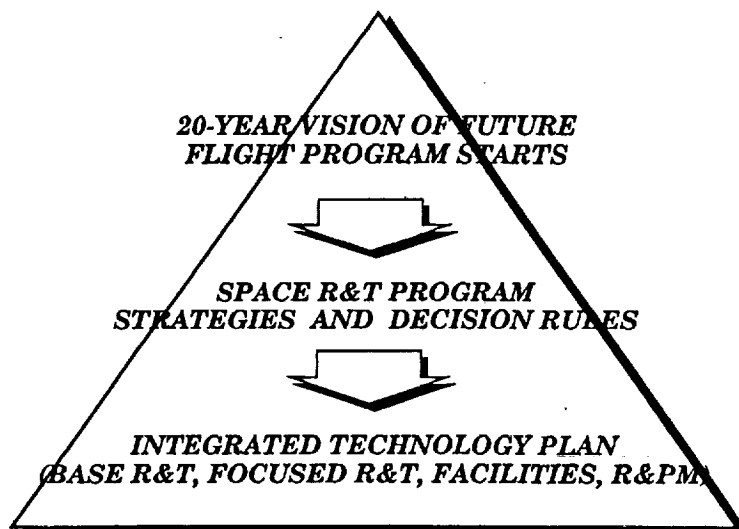 20-YEAR VISION OF FUTURE
FLIGHT PROGRAM STARTS
SPACE R&T PROGRAM
STRATEGIES AND DECISION RULES
INTEGRATED TECHNOLOGY PLAN
(BASE R&T, FOCUSED R&T, FACILITIES, R&PM)